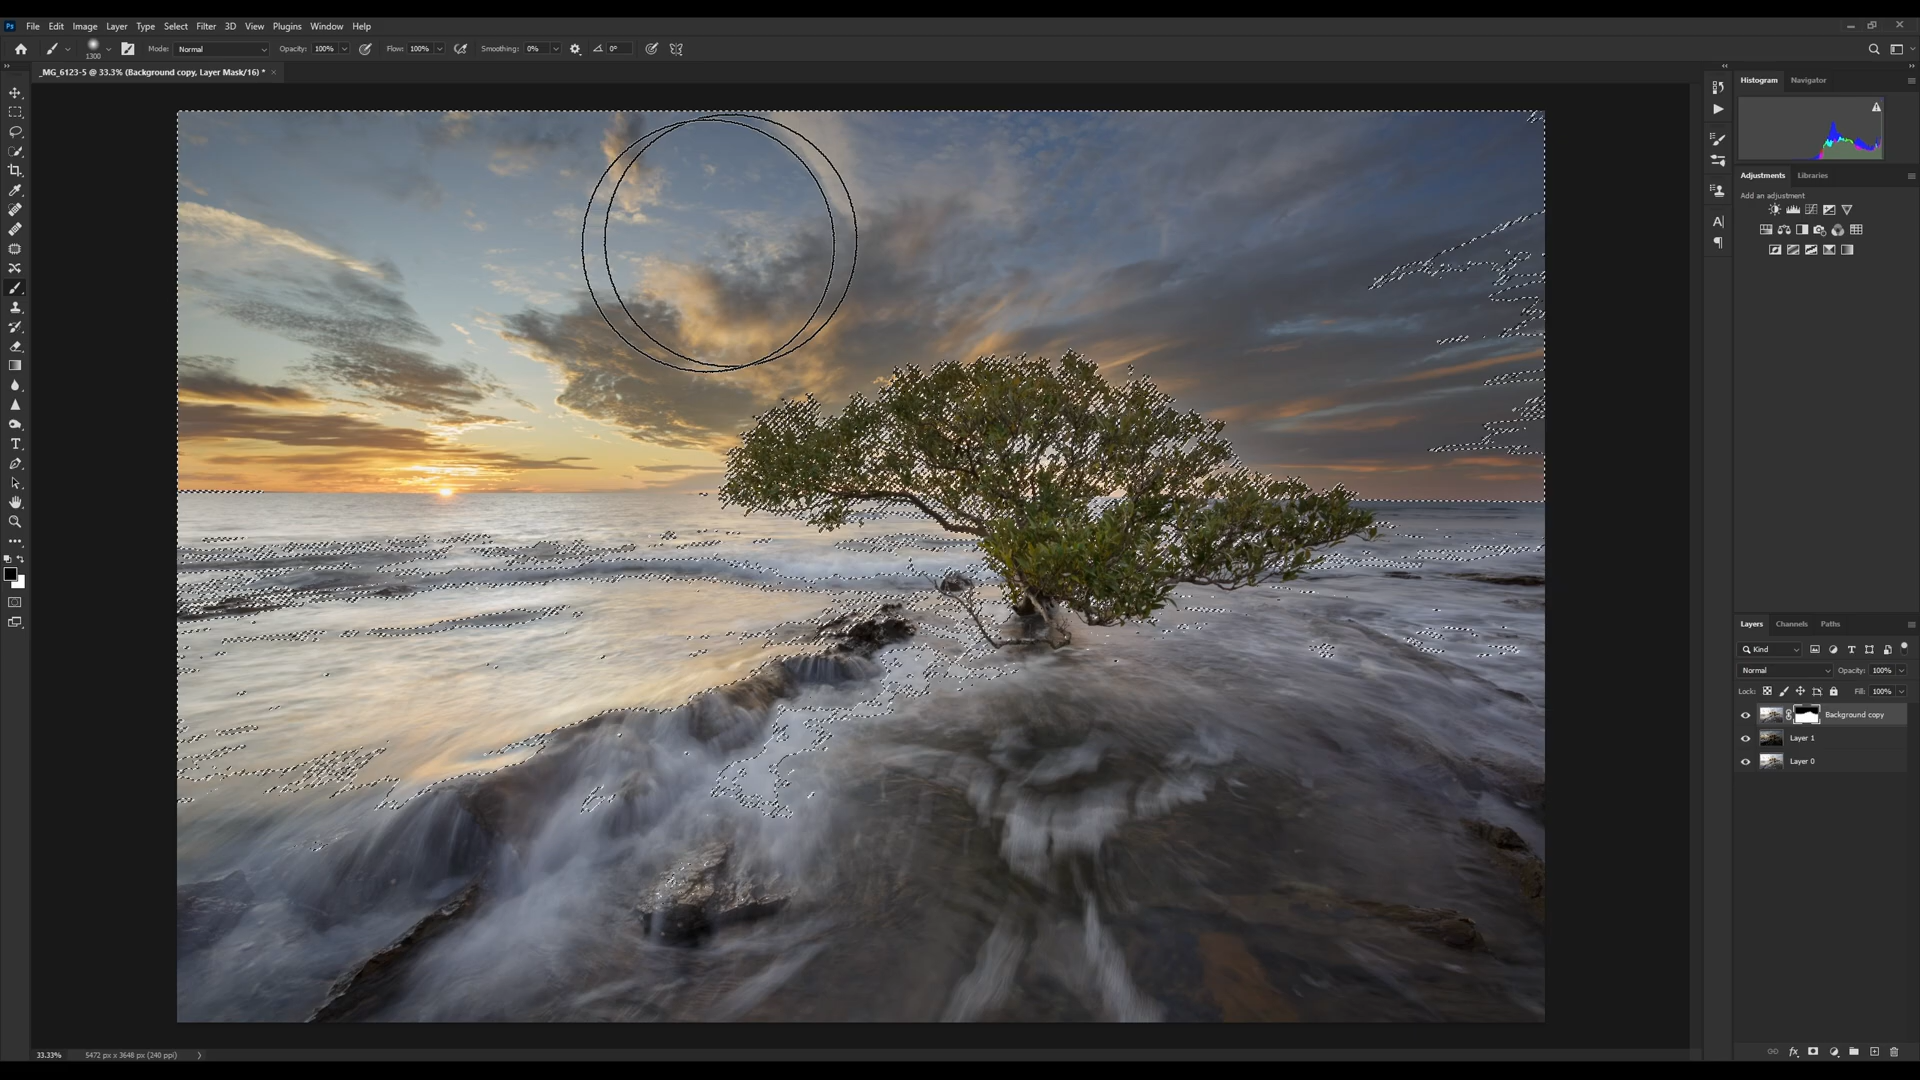 Ps File Edit Image Layer Type Select Filter 3D View Plugins Window Help
1300 Mode: Normal Opacity: 100% Flow: 100% Smoothing: 0% 0°
_MG_6123-5 @ 33.3% (Background copy, Layer Mask/16) * ×
Histogram Navigator
Adjustments Libraries
Add an adjustment
Layers Channels Paths
Kind
Normal Opacity: 100%
Lock: Fill: 100%
Background copy
Layer 1
Layer 0
33.33% 5472 px x 3648 px (240 ppi)